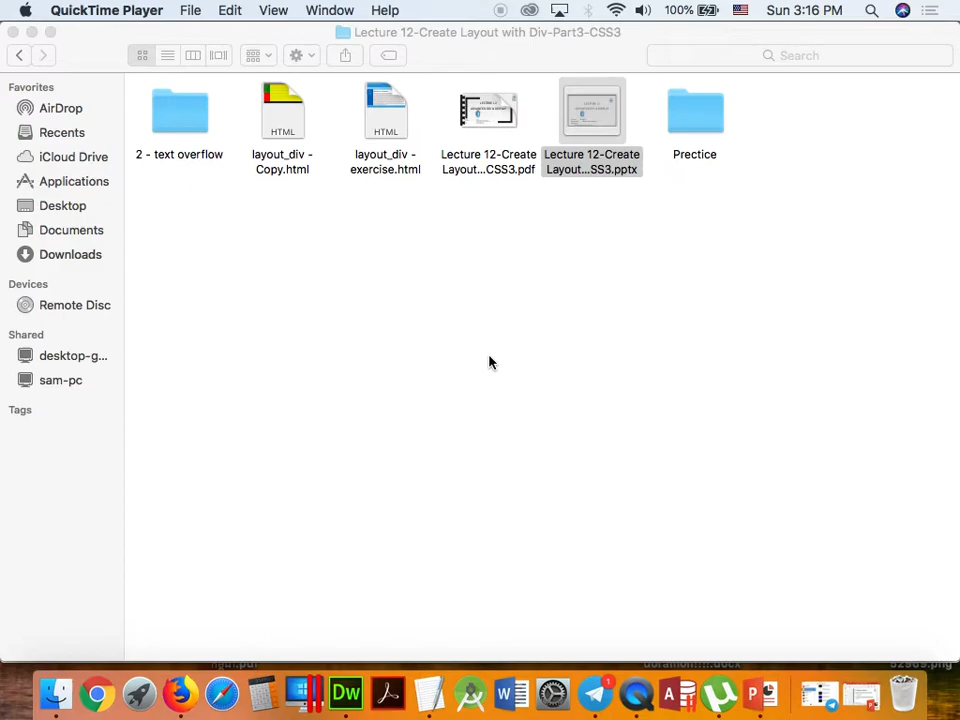 QuickTime Player File Edit View Window Help 100% Sun 3:16 PM
Lecture 12-Create Layout with Div-Part3-CSS3
Search
Favorites
AirDrop
Recents
iCloud Drive
Applications
Desktop
Documents
Downloads
Devices
Remote Disc
Shared
desktop-g...
sam-pc
Tags
HTML
HTML
2 - text overflow
layout_div -
Copy.html
layout_div -
exercise.html
Lecture 12-Create
Layout...CSS3.pdf
Lecture 12-Create
Layout...SS3.pptx
Prectice
Dw
W
1
A
P